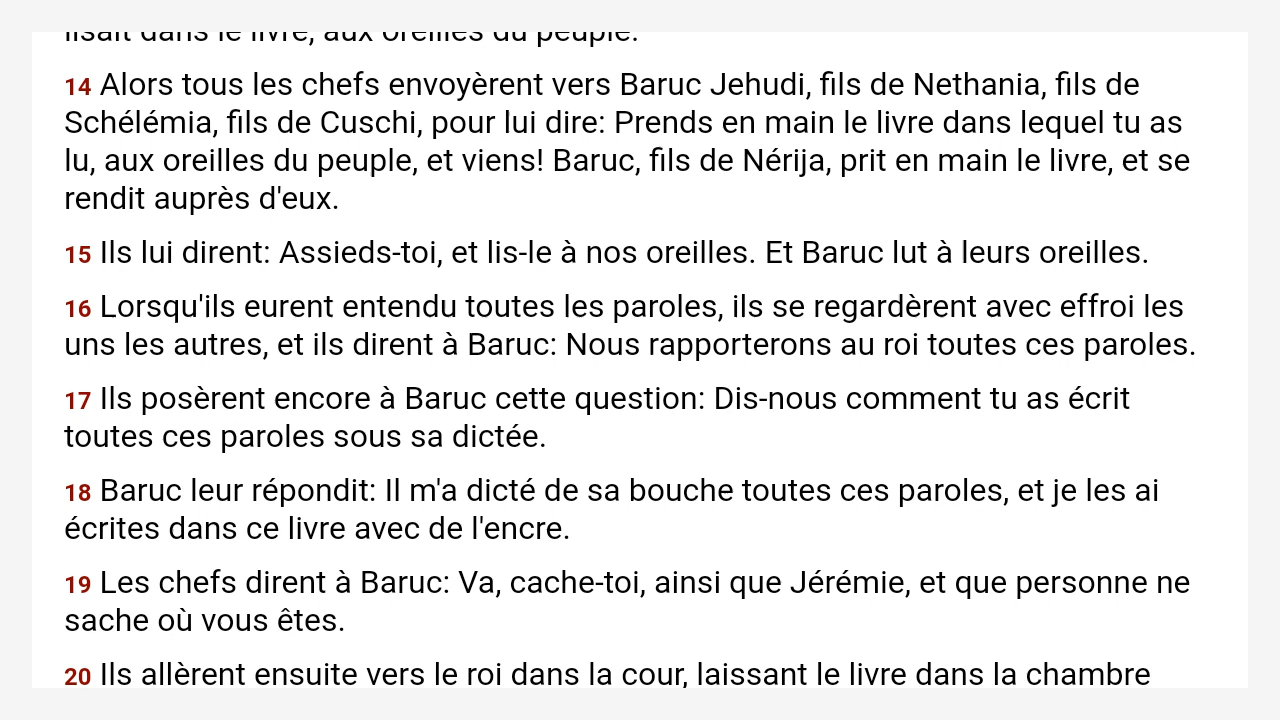 lisait dans le livre, aux oreilles du peuple.
14 Alors tous les chefs envoyèrent vers Baruc Jehudi, fils de Nethania, fils de
Schélémia, fils de Cuschi, pour lui dire: Prends en main le livre dans lequel tu as
lu, aux oreilles du peuple, et viens! Baruc, fils de Nérija, prit en main le livre, et se
rendit auprès d'eux.
15 Ils lui dirent: Assieds-toi, et lis-le à nos oreilles. Et Baruc lut à leurs oreilles.
16 Lorsqu'ils eurent entendu toutes les paroles, ils se regardèrent avec effroi les
uns les autres, et ils dirent à Baruc: Nous rapporterons au roi toutes ces paroles.
17 Ils posèrent encore à Baruc cette question: Dis-nous comment tu as écrit
toutes ces paroles sous sa dictée.
18 Baruc leur répondit: Il m'a dicté de sa bouche toutes ces paroles, et je les ai
écrites dans ce livre avec de l'encre.
19 Les chefs dirent à Baruc: Va, cache-toi, ainsi que Jérémie, et que personne ne
sache où vous êtes.
20 Ils allèrent ensuite vers le roi dans la cour, laissant le livre dans la chambre